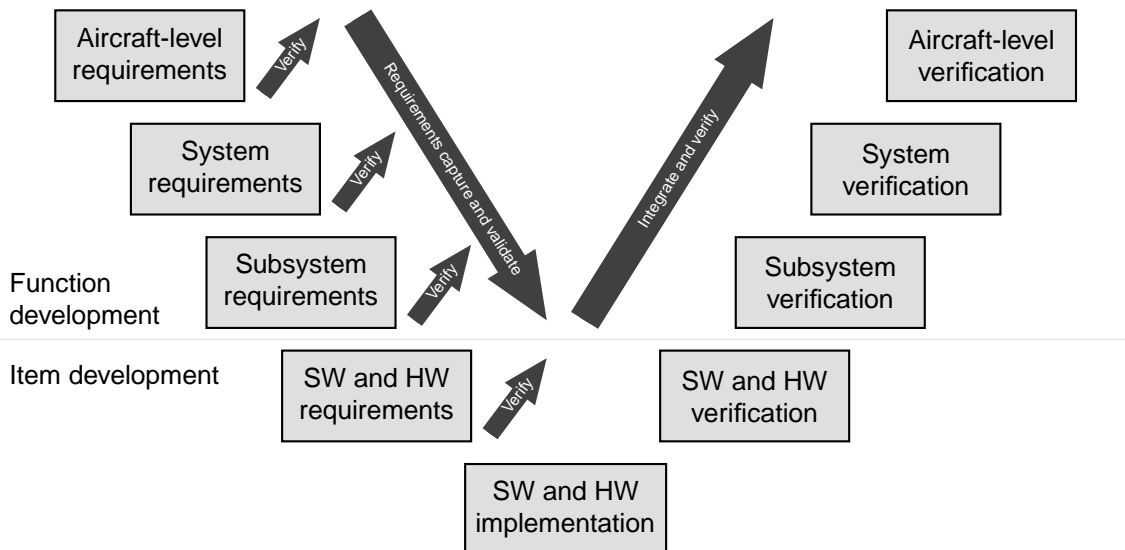 Aircraft-level
requirements
Verify
Requirements capture and validate
Integrate and verify
Aircraft-level
verification
System
requirements
Verify
System
verification
Subsystem
requirements
Verify
Subsystem
verification
Function
development
Item development
SW and HW
requirements
Verify
SW and HW
verification
SW and HW
implementation